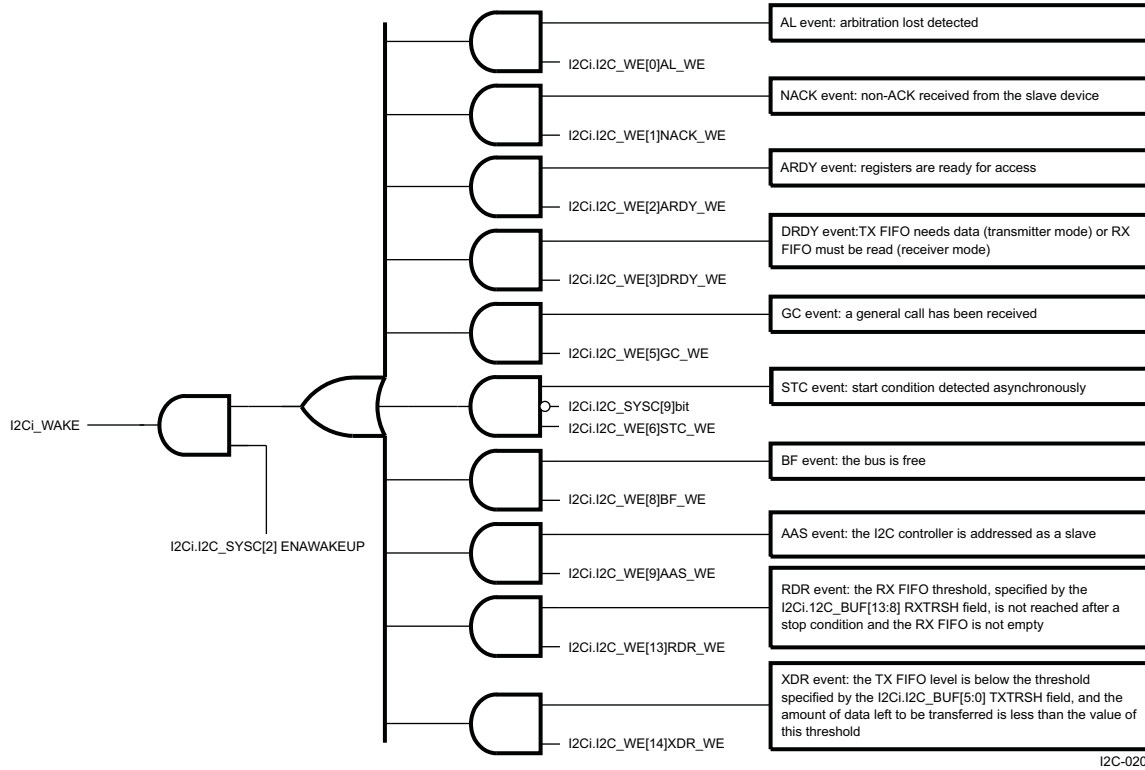 AL event: arbitration lost detected
I2Ci.I2C_WE[0]AL_WE
NACK event: non-ACK received from the slave device
I2Ci.I2C_WE[1]NACK_WE
ARDY event: registers are ready for access
I2Ci.I2C_WE[2]ARDY_WE
DRDY event:TX FIFO needs data (transmitter mode) or RX
FIFO must be read (receiver mode)
I2Ci.I2C_WE[3]DRDY_WE
GC event: a general call has been received
I2Ci.I2C_WE[5]GC_WE
STC event: start condition detected asynchronously
I2Ci.I2C_SYSC[9]bit
I2Ci.I2C_WE[6]STC_WE
I2Ci_WAKE
BF event: the bus is free
I2Ci.I2C_WE[8]BF_WE
AAS event: the I2C controller is addressed as a slave
I2Ci.I2C_SYSC[2] ENAWAKEUP
I2Ci.I2C_WE[9]AAS_WE
RDR event: the RX FIFO threshold, specified by the
I2Ci.12C_BUF[13:8] RXTRSH field, is not reached after a
stop condition and the RX FIFO is not empty
I2Ci.I2C_WE[13]RDR_WE
XDR event: the TX FIFO level is below the threshold
specified by the I2Ci.I2C_BUF[5:0] TXTRSH field, and the
amount of data left to be transferred is less than the value of
this threshold
I2Ci.I2C_WE[14]XDR_WE
I2C-020